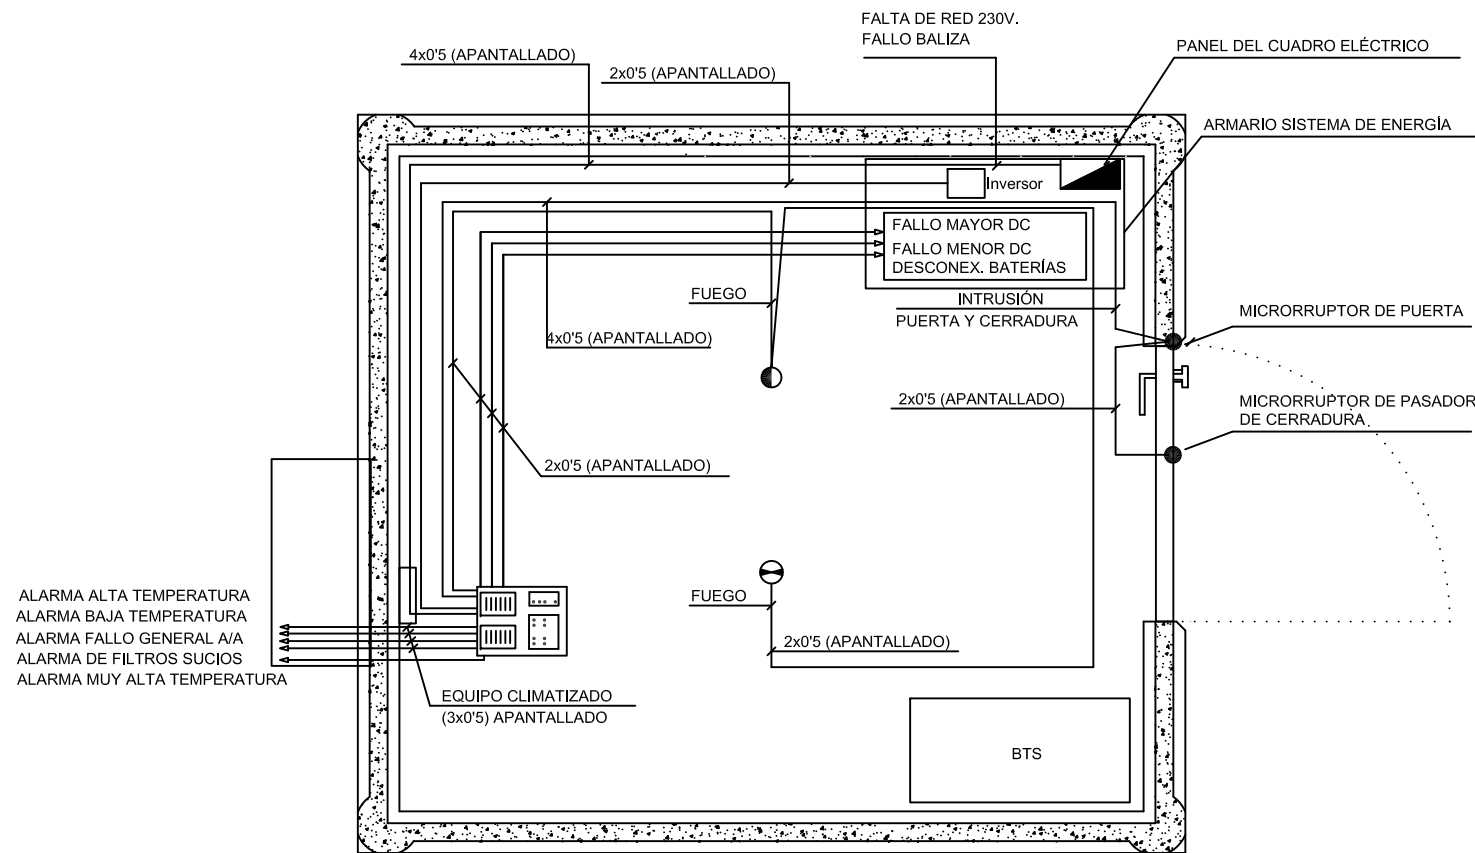 FALTA DE RED 230V.
FALLO BALIZA
PANEL DEL CUADRO ELÉCTRICO
4x0'5 (APANTALLADO)
2x0'5 (APANTALLADO)
ARMARIO SISTEMA DE ENERGÍA
Inversor
FALLO MAYOR DC
FALLO MENOR DC
DESCONEX. BATERÍAS
FUEGO
INTRUSIÓN
PUERTA Y CERRADURA
MICRORRUPTOR DE PUERTA
4x0'5 (APANTALLADO)
2x0'5 (APANTALLADO)
MICRORRUPTOR DE PASADOR
DE CERRADURA
2x0'5 (APANTALLADO)
ALARMA ALTA TEMPERATURA
ALARMA BAJA TEMPERATURA
ALARMA FALLO GENERAL A/A
ALARMA DE FILTROS SUCIOS
ALARMA MUY ALTA TEMPERATURA
FUEGO
2x0'5 (APANTALLADO)
EQUIPO CLIMATIZADO
(3x0'5) APANTALLADO
BTS